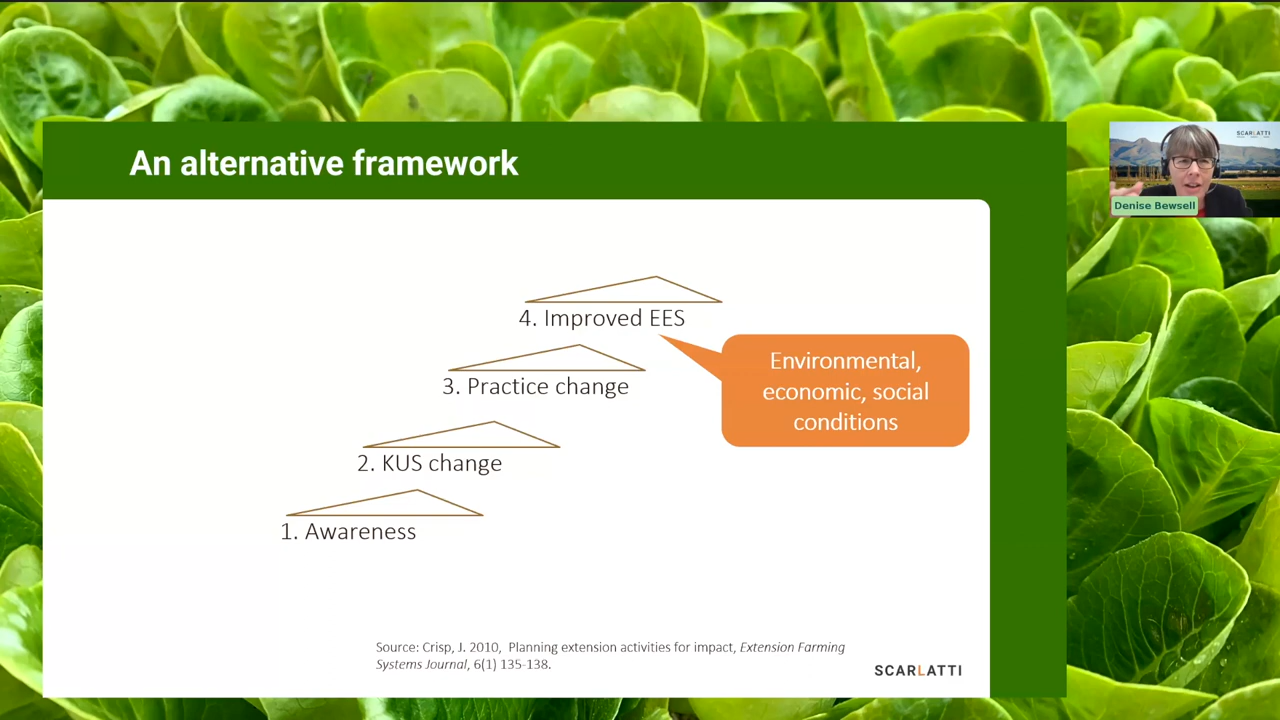 An alternative framework
SCARLATTI
Denise Bewsell
4. Improved EES
Environmental,
economic, social
conditions
3. Practice change
2. KUS change
1. Awareness
Source: Crisp, J. 2010, Planning extension activities for impact, Extension Farming
Systems Journal, 6(1) 135-138.
SCARLATTI